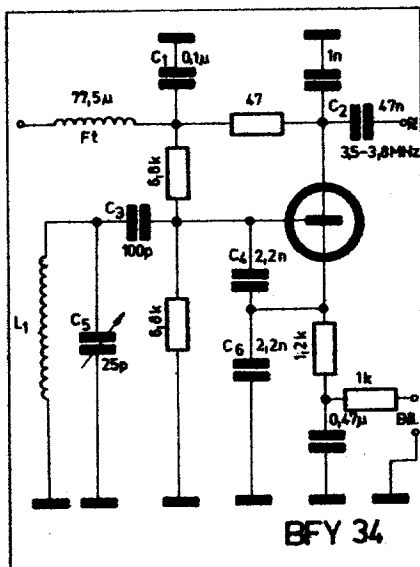 C1 0,1µ
1n
77,5µ
47
C2
47n
Ft
3,5-3,8MHz
6,8k
C3
100p
C4
2,2n
L1
C5
25p
6,8k
C6
2,2n
1,2k
1k
0,47µ
BIL.
BFY 34